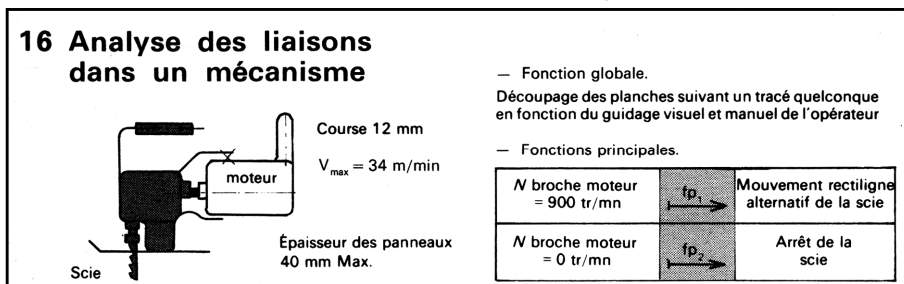 16 Analyse des liaisons
dans un mécanisme
Course 12 mm
Vmax = 34 m/min
moteur
Épaisseur des panneaux
40 mm Max.
Scie
— Fonction globale.
Découpage des planches suivant un tracé quelconque
en fonction du guidage visuel et manuel de l'opérateur
— Fonctions principales.
N broche moteur
= 900 tr/mn
fp1
Mouvement rectiligne
alternatif de la scie
N broche moteur
= 0 tr/mn
fp2
Arrêt de la
scie